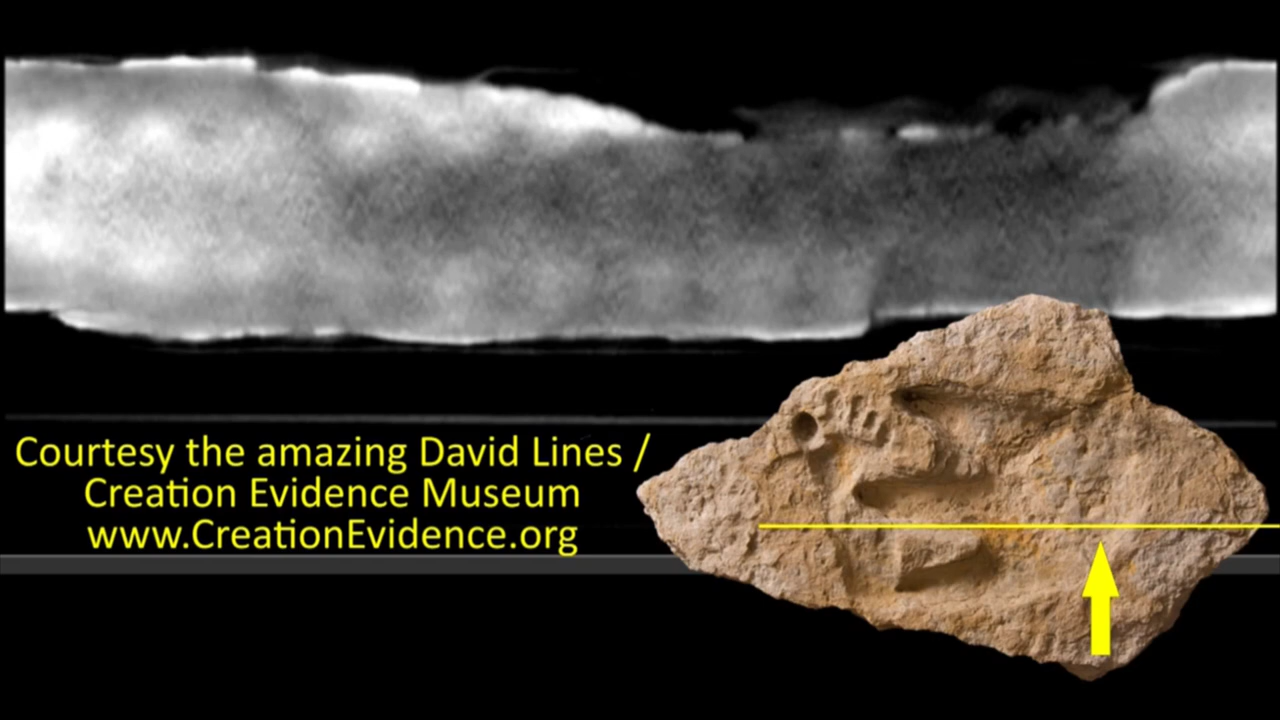 Courtesy the amazing David Lines /
Creation Evidence Museum
www.CreationEvidence.org